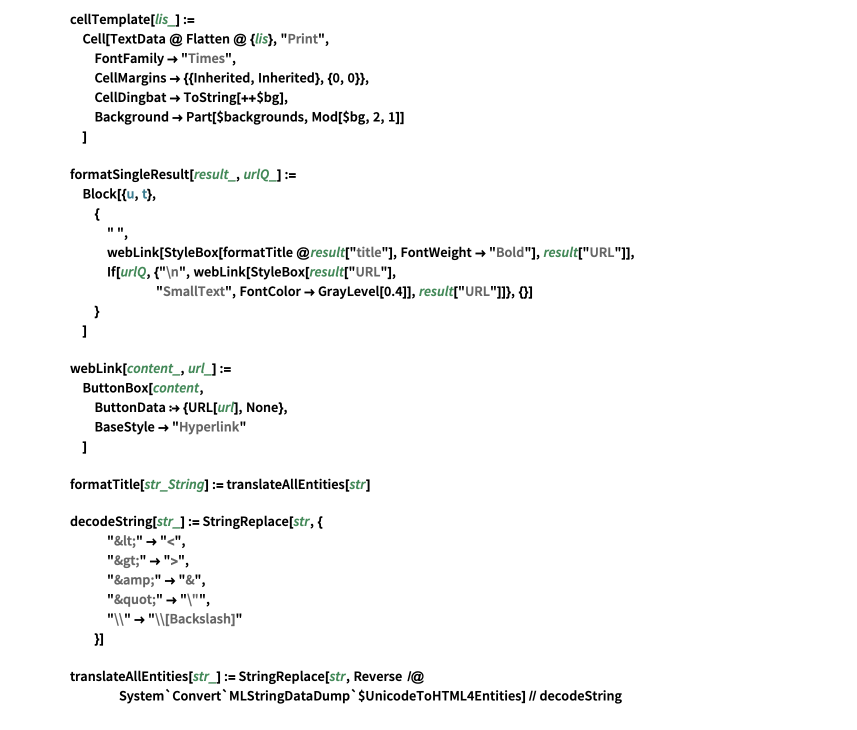 cellTemplate[lis_] :=
Cell[TextData @ Flatten @ {lis}, "Print",
FontFamily → "Times",
CellMargins → {{Inherited, Inherited}, {0, 0}},
CellDingbat → ToString[++$bg],
Background → Part[$backgrounds, Mod[$bg, 2, 1]]
]
formatSingleResult[result_, urlQ_] :=
Block[{u, t},
{
" ",
webLink[StyleBox[formatTitle @result["title"], FontWeight → "Bold"], result["URL"]],
If[urlQ, {"\n", webLink[StyleBox[result["URL"],
"SmallText", FontColor → GrayLevel[0.4]], result["URL"]]}, {}]
}
]
webLink[content_, url_] :=
ButtonBox[content,
ButtonData :→ {URL[url], None},
BaseStyle → "Hyperlink"
]
formatTitle[str_String] := translateAllEntities[str]
decodeString[str_] := StringReplace[str, {
"&lt;" → "<",
"&gt;" → ">",
"&amp;" → "&",
"&quot;" → "\"",
"\\" → "\\[Backslash]"
}]
translateAllEntities[str_] := StringReplace[str, Reverse /@
System`Convert`MLStringDataDump`$UnicodeToHTML4Entities] // decodeString